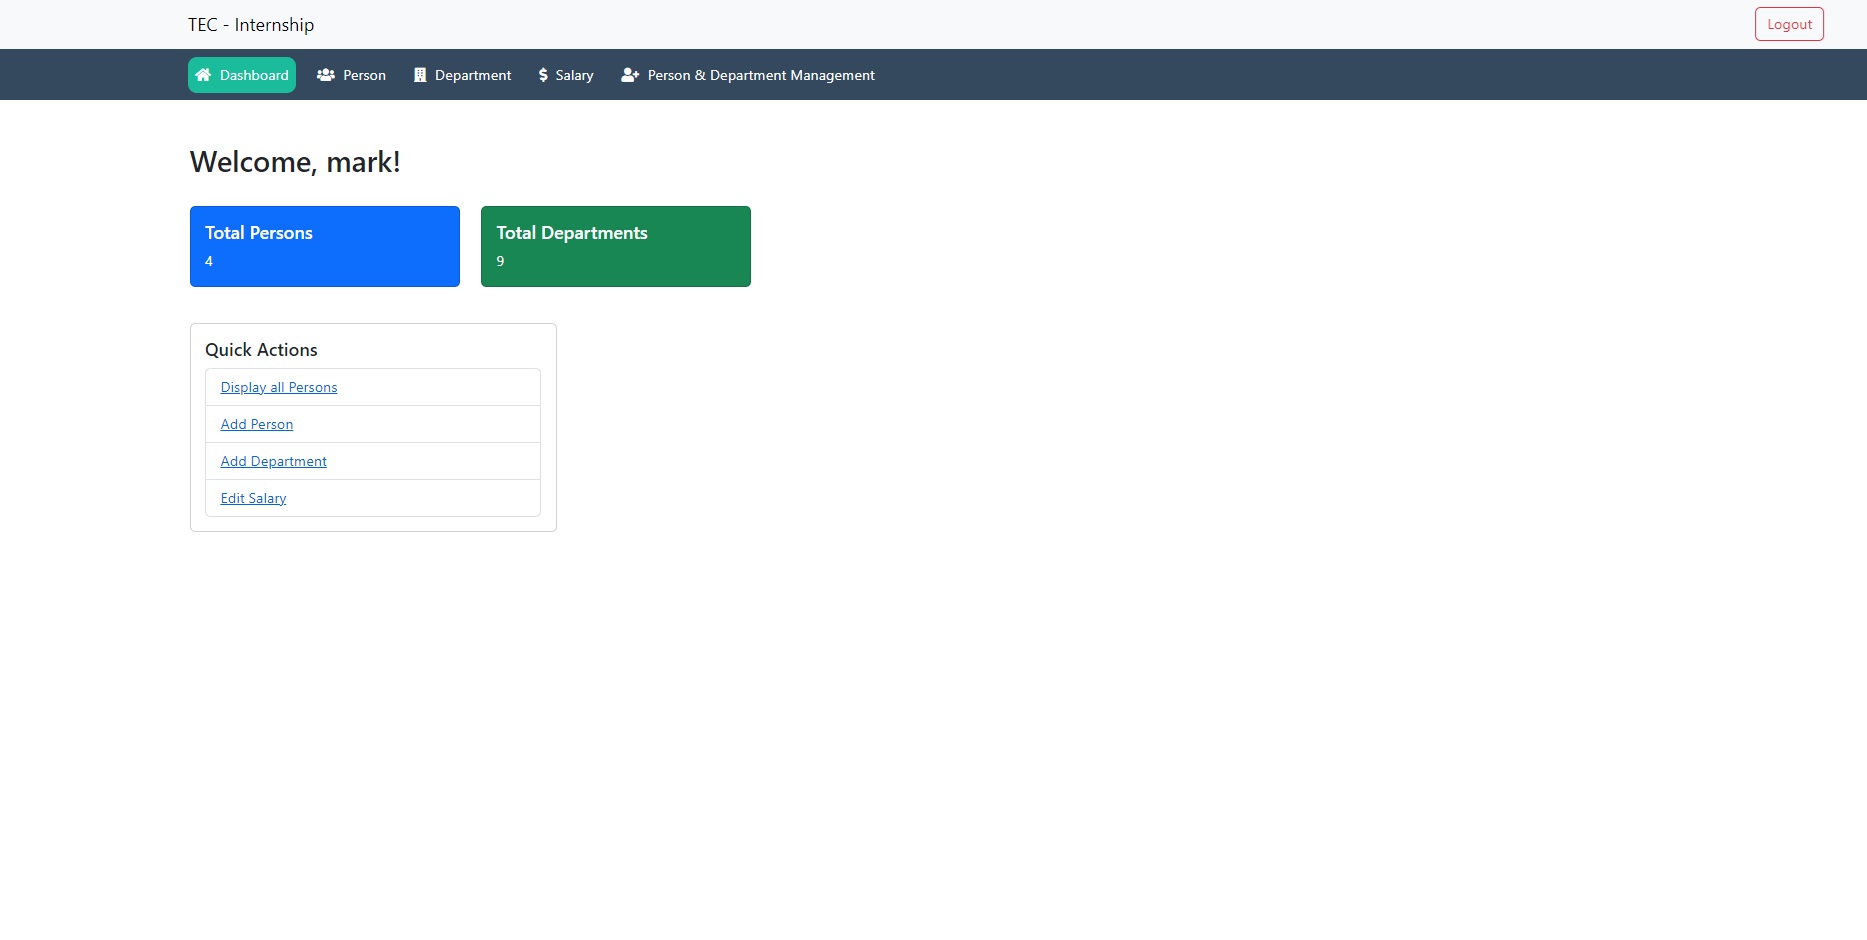 TEC - Internship
Logout
Dashboard
Person
Department
Salary
Person & Department Management
Welcome, mark!
Total Persons
4
Total Departments
9
Quick Actions
Display all Persons
Add Person
Add Department
Edit Salary